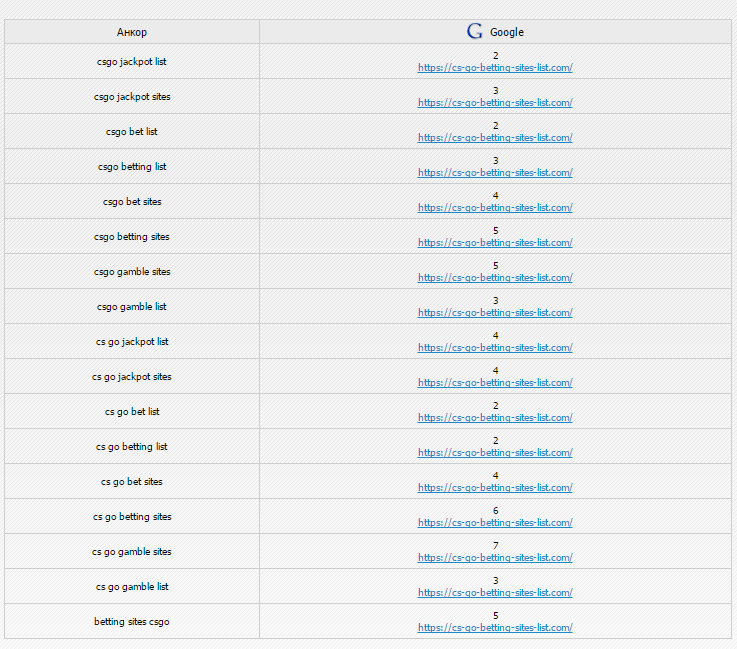 Анкор
Google
csgo jackpot list
2
https://cs-go-betting-sites-list.com/
csgo jackpot sites
3
https://cs-go-betting-sites-list.com/
csgo bet list
2
https://cs-go-betting-sites-list.com/
csgo betting list
3
https://cs-go-betting-sites-list.com/
csgo bet sites
4
https://cs-go-betting-sites-list.com/
csgo betting sites
5
https://cs-go-betting-sites-list.com/
csgo gamble sites
5
https://cs-go-betting-sites-list.com/
csgo gamble list
3
https://cs-go-betting-sites-list.com/
cs go jackpot list
4
https://cs-go-betting-sites-list.com/
cs go jackpot sites
4
https://cs-go-betting-sites-list.com/
cs go bet list
2
https://cs-go-betting-sites-list.com/
cs go betting list
2
https://cs-go-betting-sites-list.com/
cs go bet sites
4
https://cs-go-betting-sites-list.com/
cs go betting sites
6
https://cs-go-betting-sites-list.com/
cs go gamble sites
7
https://cs-go-betting-sites-list.com/
cs go gamble list
3
https://cs-go-betting-sites-list.com/
betting sites csgo
5
https://cs-go-betting-sites-list.com/